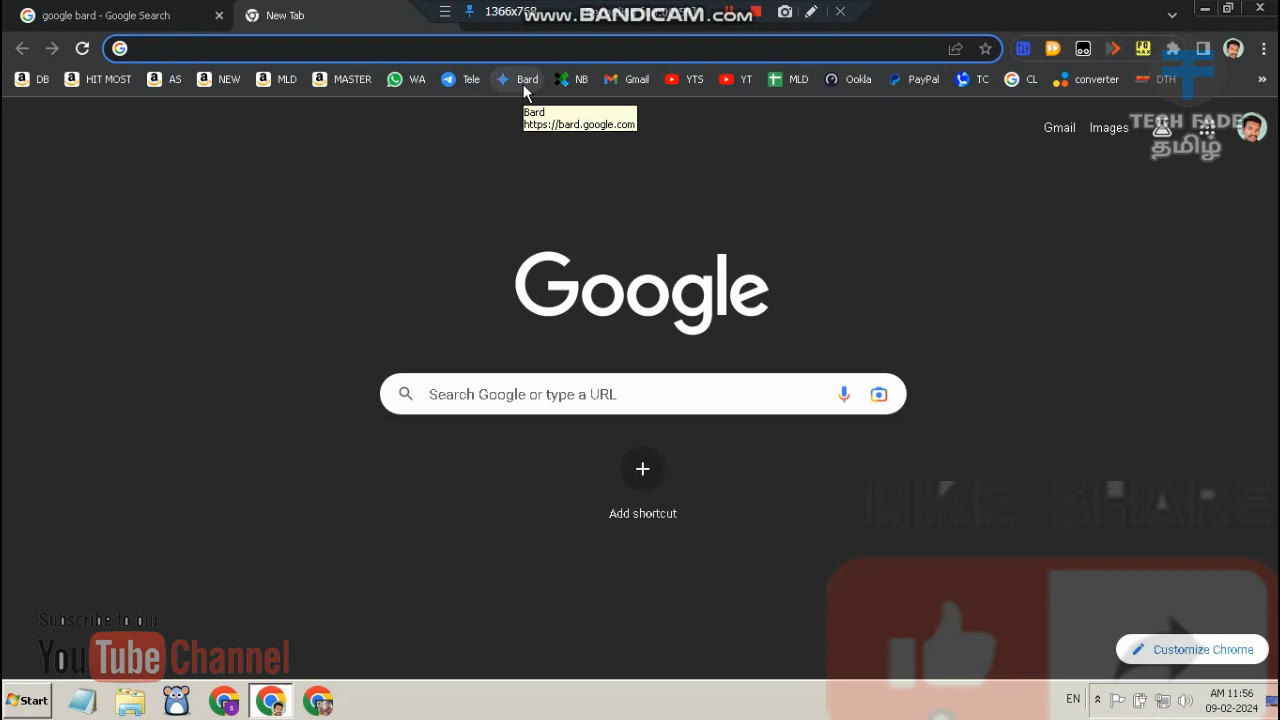 1366x768
www.BANDICAM.com
google bard - Google Search
New Tab
DB
HIT MOST
AS
NEW
MLD
MASTER
WA
Tele
Bard
NB
Gmail
YTS
YT
MLD
Ookla
PayPal
TC
CL
converter
DTH
Bard
https://bard.google.com
Gmail
Images
TECH FADE
தமிழ்
Google
Search Google or type a URL
Add shortcut
LIKE SHARE
Subscribe to our
YouTube Channel
Customize Chrome
Start
EN
AM 11:56
09-02-2024